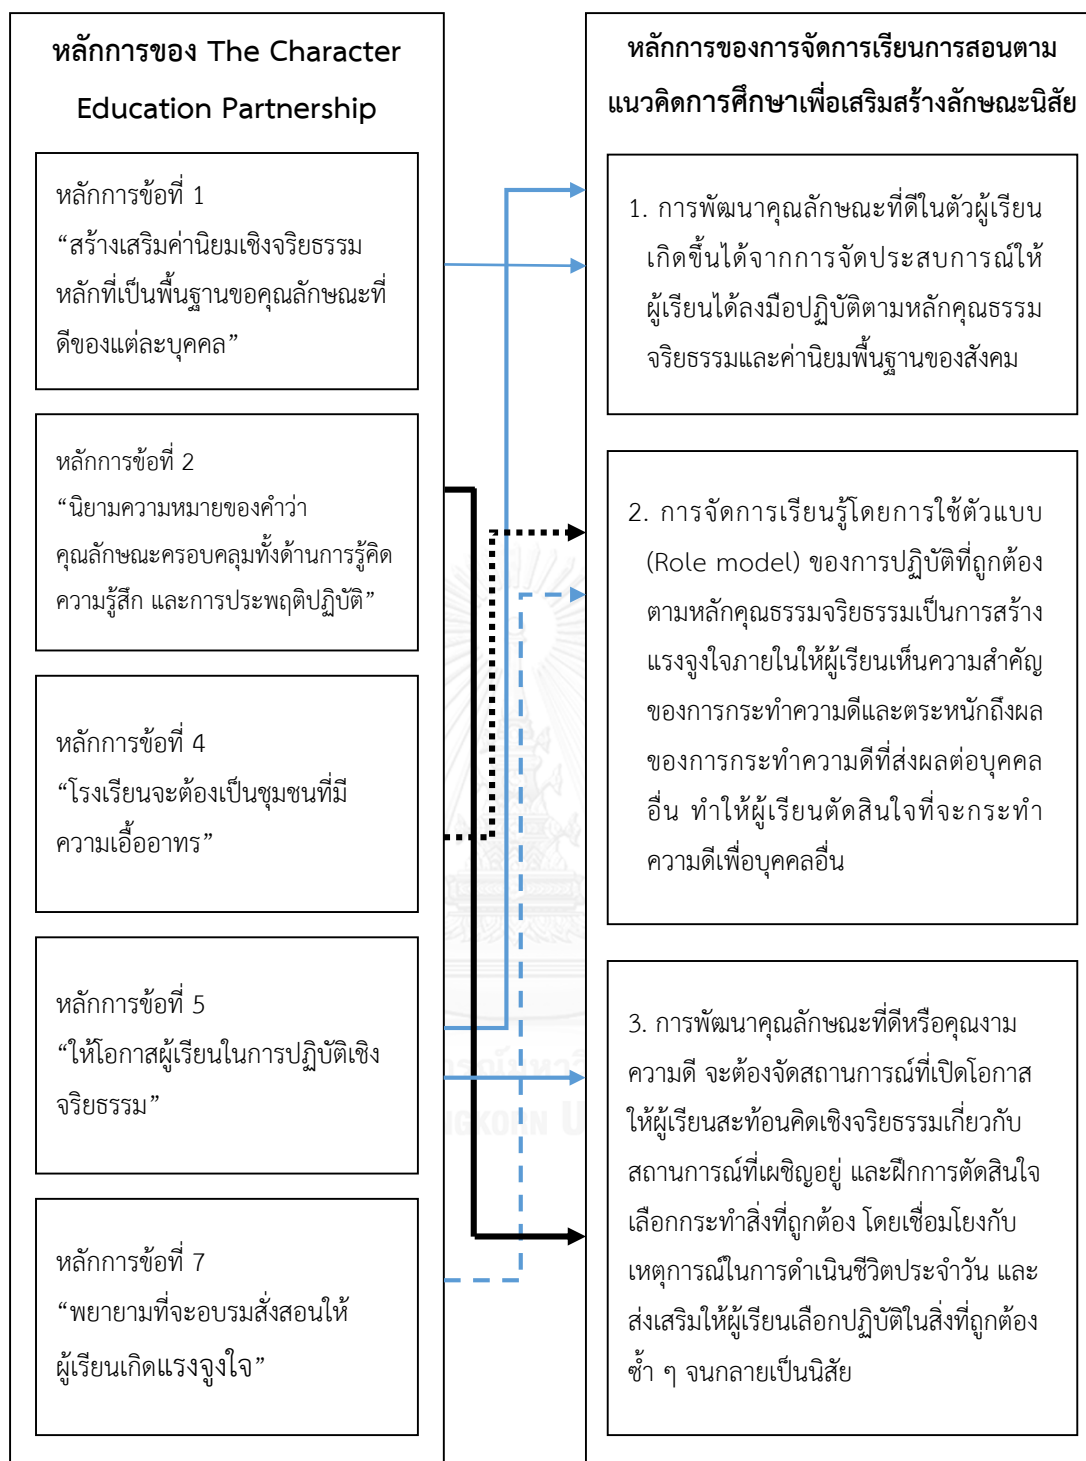 หลักการของ The Character
Education Partnership
หลักการข้อที่ 1
“สร้างเสริมค่านิยมเชิงจริยธรรม
หลักที่เป็นพื้นฐานขอคุณลักษณะที่
ดีของแต่ละบุคคล”
หลักการข้อที่ 2
“นิยามความหมายของคำว่า
คุณลักษณะครอบคลุมทั้งด้านการรู้คิด
ความรู้สึก และการประพฤติปฏิบัติ”
หลักการข้อที่ 4
“โรงเรียนจะต้องเป็นชุมชนที่มี
ความเอื้ออาทร”
หลักการข้อที่ 5
“ให้โอกาสผู้เรียนในการปฏิบัติเชิง
จริยธรรม”
หลักการข้อที่ 7
“พยายามที่จะอบรมสั่งสอนให้
ผู้เรียนเกิดแรงจูงใจ”
หลักการของการจัดการเรียนการสอนตาม
แนวคิดการศึกษาเพื่อเสริมสร้างลักษณะนิสัย
1. การพัฒนาคุณลักษณะที่ดีในตัวผู้เรียน
เกิดขึ้นได้จากการจัดประสบการณ์ให้
ผู้เรียนได้ลงมือปฏิบัติตามหลักคุณธรรม
จริยธรรมและค่านิยมพื้นฐานของสังคม
2. การจัดการเรียนรู้โดยการใช้ตัวแบบ
(Role model) ของการปฏิบัติที่ถูกต้อง
ตามหลักคุณธรรมจริยธรรมเป็นการสร้าง
แรงจูงใจภายในให้ผู้เรียนเห็นความสำคัญ
ของการกระทำความดีและตระหนักถึงผล
ของการกระทำความดีที่ส่งผลต่อบุคคล
อื่น ทำให้ผู้เรียนตัดสินใจที่จะกระทำ
ความดีเพื่อบุคคลอื่น
3. การพัฒนาคุณลักษณะที่ดีหรือคุณงาม
ความดี จะต้องจัดสถานการณ์ที่เปิดโอกาส
ให้ผู้เรียนสะท้อนคิดเชิงจริยธรรมเกี่ยวกับ
สถานการณ์ที่เผชิญอยู่ และฝึกการตัดสินใจ
เลือกกระทำสิ่งที่ถูกต้อง โดยเชื่อมโยงกับ
เหตุการณ์ในการดำเนินชีวิตประจำวัน และ
ส่งเสริมให้ผู้เรียนเลือกปฏิบัติในสิ่งที่ถูกต้อง
ซ้ำ ๆ จนกลายเป็นนิสัย